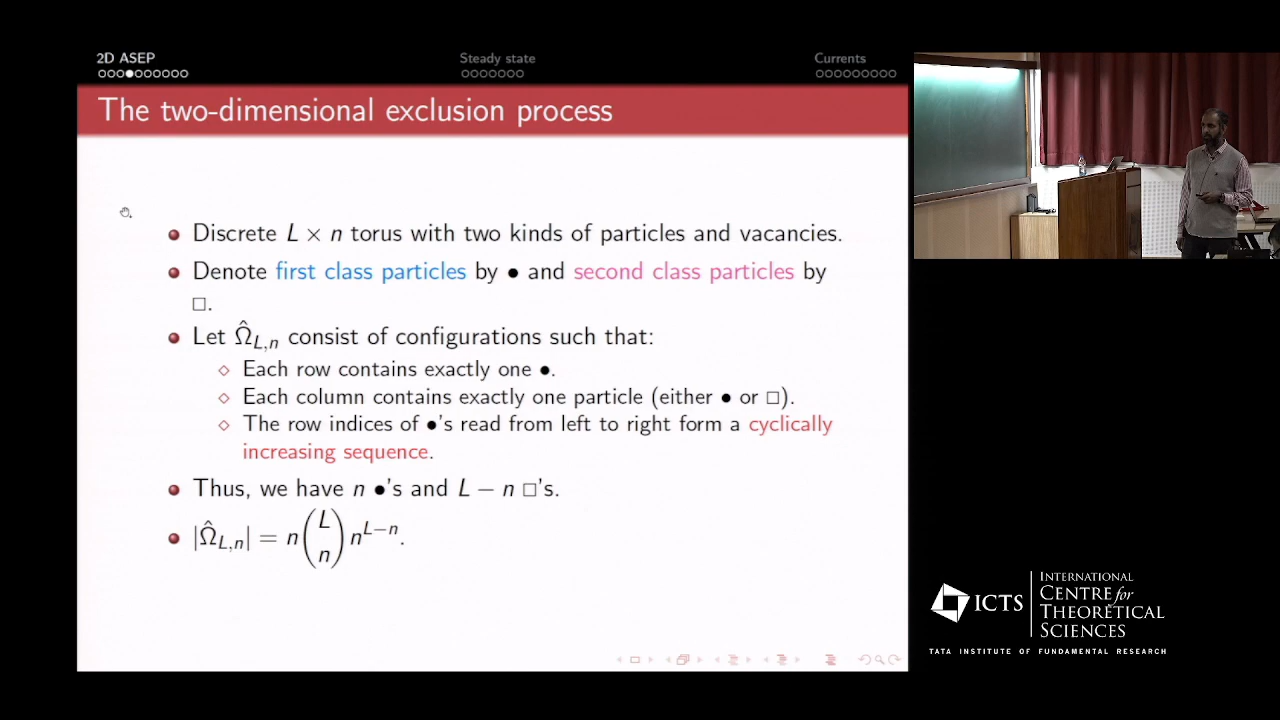 2D ASEP
Steady state
Currents
The two-dimensional exclusion process
Discrete L × n torus with two kinds of particles and vacancies.
Denote first class particles by • and second class particles by
□.
Let Ω̂_{L,n} consist of configurations such that:
Each row contains exactly one •.
Each column contains exactly one particle (either • or □).
The row indices of •'s read from left to right form a cyclically
increasing sequence.
Thus, we have n •'s and L − n □'s.
|Ω̂_{L,n}| = n (L n) n^{L−n}.
ICTS
INTERNATIONAL
CENTRE for
THEORETICAL
SCIENCES
TATA INSTITUTE OF FUNDAMENTAL RESEARCH